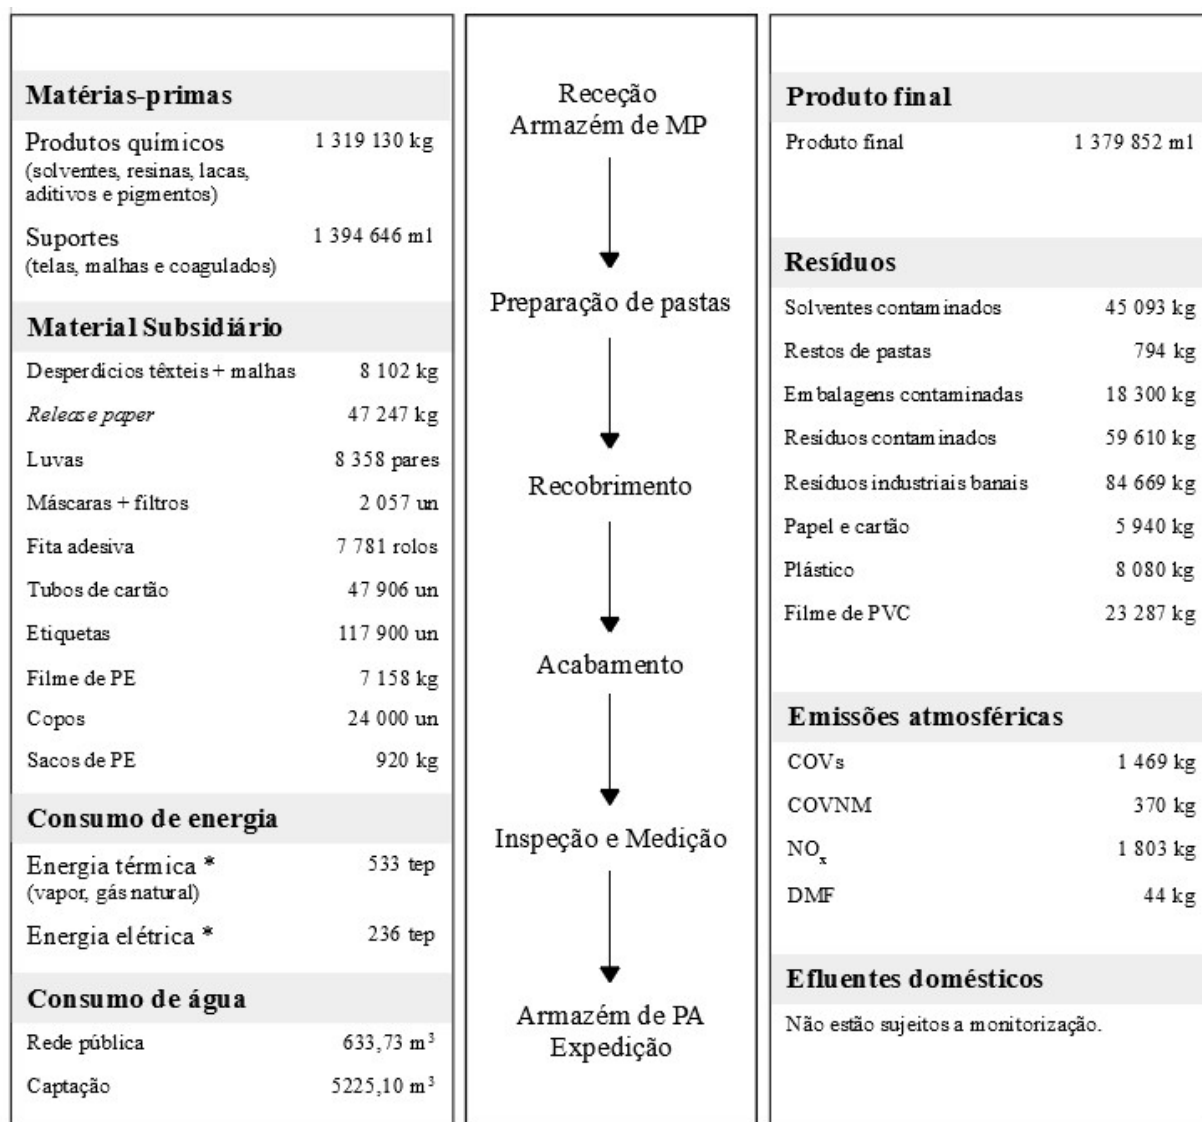 Matérias-primas
Produtos químicos 1 319 130 kg
(solventes, resinas, lacas,
aditivos e pigmentos)
Suportes 1 394 646 ml
(telas, malhas e coagulados)
Material Subsidiário
Desperdícios têxteis + malhas 8 102 kg
Release paper 47 247 kg
Luvas 8 358 pares
Máscaras + filtros 2 057 un
Fita adesiva 7 781 rolos
Tubos de cartão 47 906 un
Etiquetas 117 900 un
Filme de PE 7 158 kg
Copos 24 000 un
Sacos de PE 920 kg
Consumo de energia
Energia térmica * 533 tep
(vapor, gás natural)
Energia elétrica * 236 tep
Consumo de água
Rede pública 633,73 m³
Captação 5225,10 m³
Receção
Armazém de MP
Preparação de pastas
Recobrimento
Acabamento
Inspeção e Medição
Armazém de PA
Expedição
Produto final
Produto final 1 379 852 ml
Resíduos
Solventes contaminados 45 093 kg
Restos de pastas 794 kg
Embalagens contaminadas 18 300 kg
Resíduos contaminados 59 610 kg
Resíduos industriais banais 84 669 kg
Papel e cartão 5 940 kg
Plástico 8 080 kg
Filme de PVC 23 287 kg
Emissões atmosféricas
COVs 1 469 kg
COVNM 370 kg
NOₓ 1 803 kg
DMF 44 kg
Efluentes domésticos
Não estão sujeitos a monitorização.